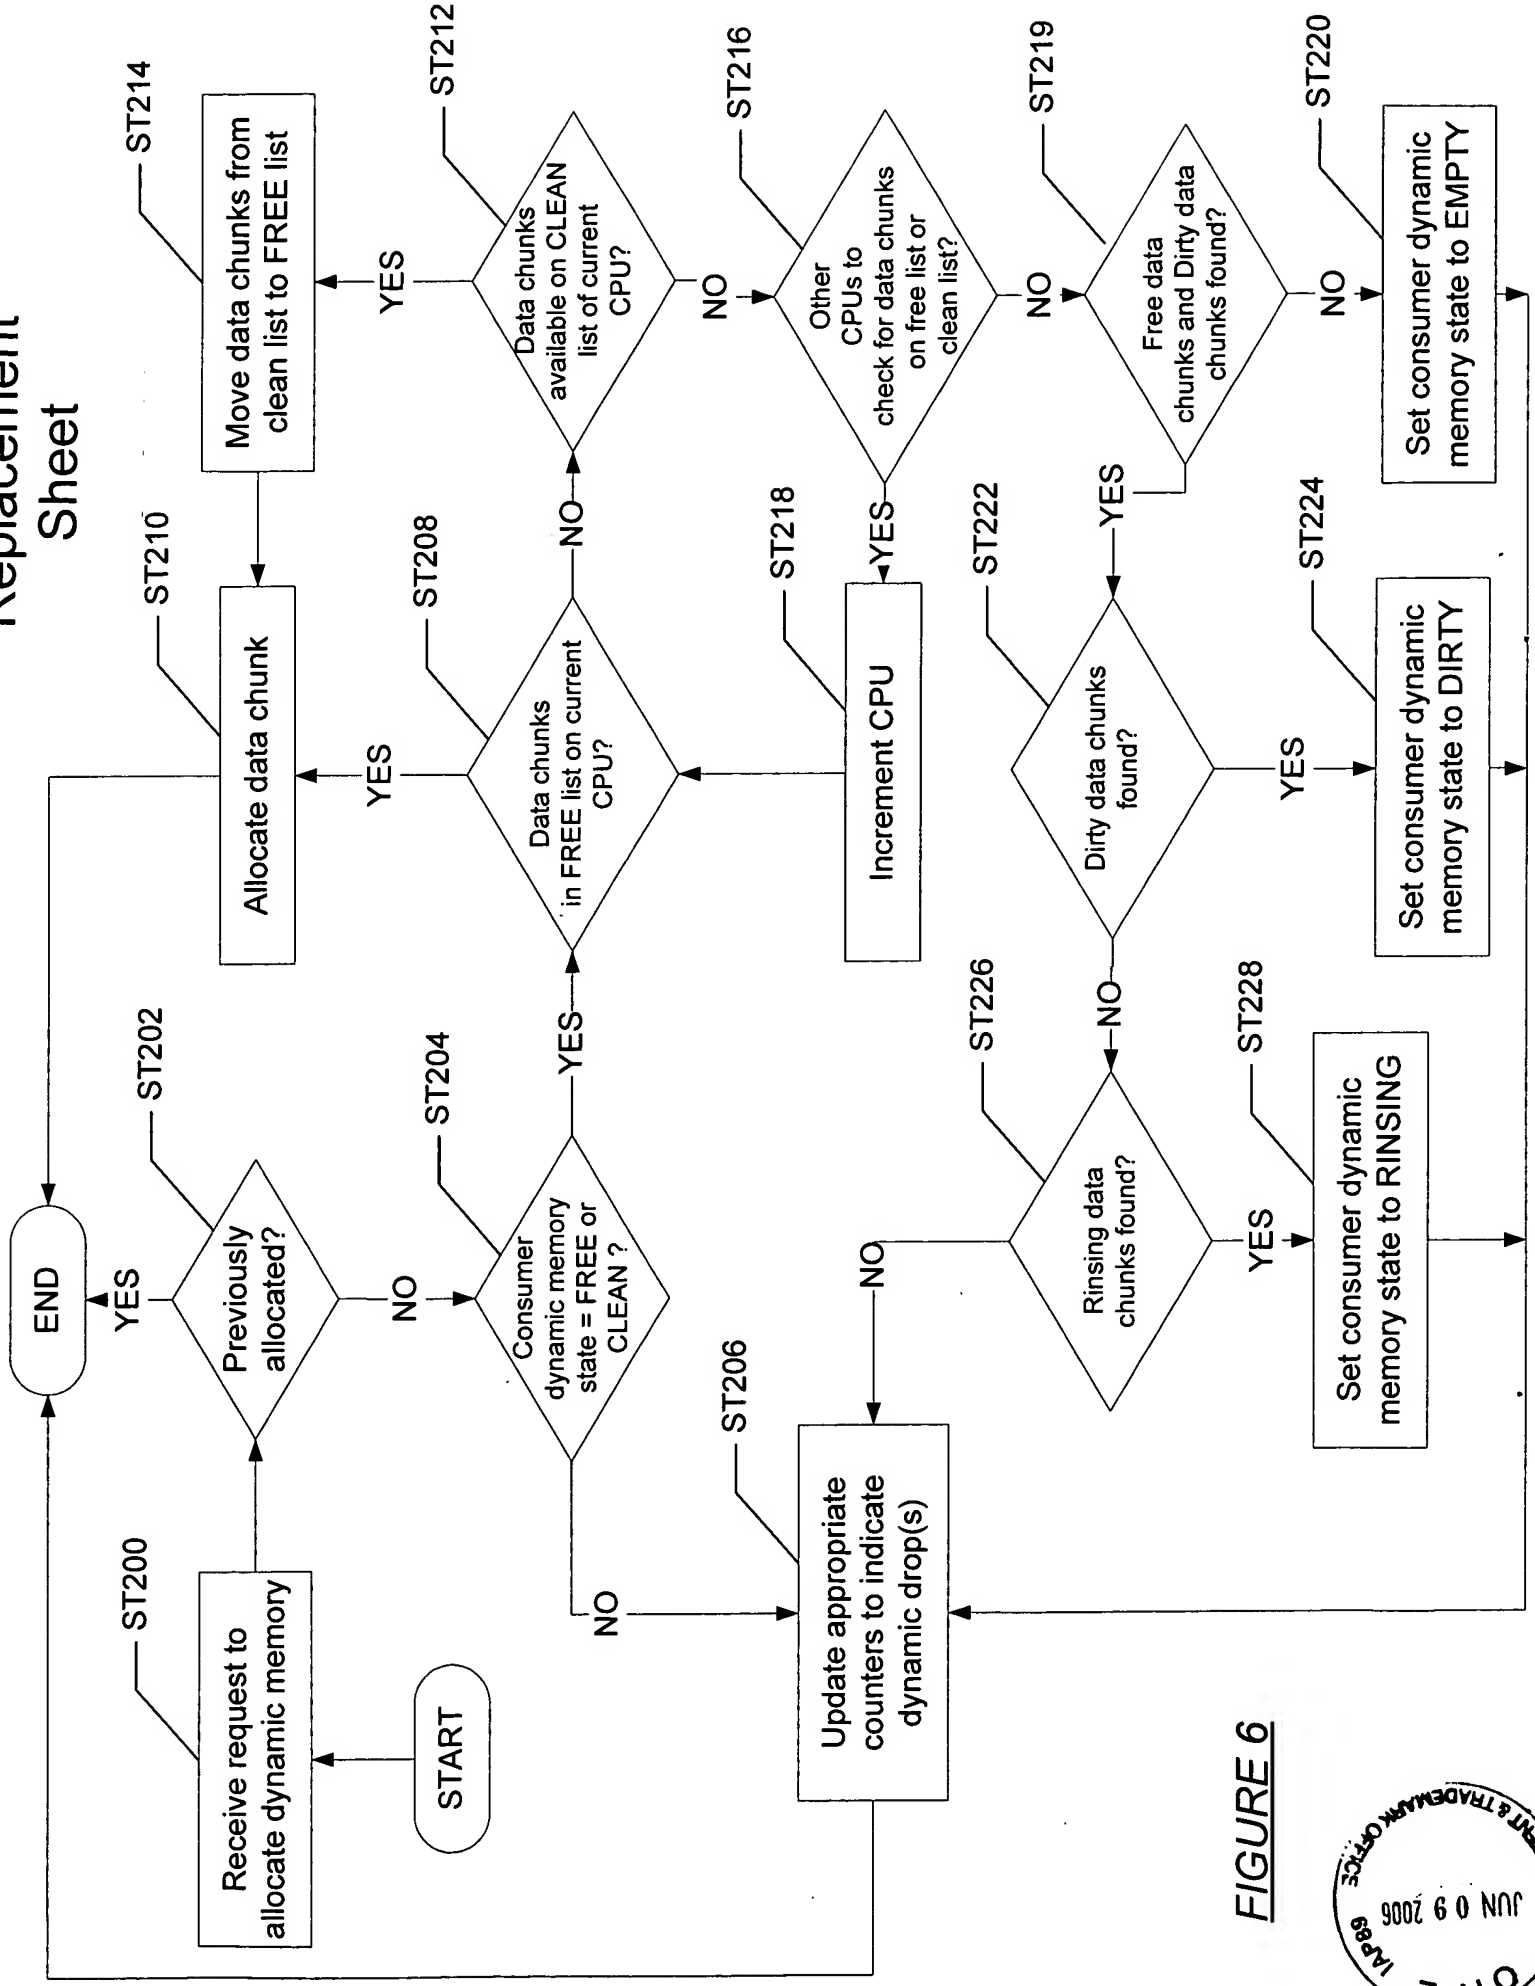 Replacement
Sheet
END
YES
ST202
Previously
allocated?
ST200
Receive request to
allocate dynamic memory
START
NO
ST204
Consumer
dynamic memory
state = FREE or
CLEAN ?
NO
YES
ST206
Update appropriate
counters to indicate
dynamic drop(s)
ST208
Data chunks
in FREE list on current
CPU?
YES
ST210
Allocate data chunk
NO
ST212
Data chunks
available on CLEAN
list of current
CPU?
YES
ST214
Move data chunks from
clean list to FREE list
NO
ST216
Other
CPUs to
check for data chunks
on free list or
clean list?
YES
ST218
Increment CPU
NO
ST219
Free data
chunks and Dirty data
chunks found?
NO
ST220
Set consumer dynamic
memory state to EMPTY
YES
ST222
Dirty data chunks
found?
YES
ST224
Set consumer dynamic
memory state to DIRTY
NO
ST226
Rinsing data
chunks found?
NO
YES
ST228
Set consumer dynamic
memory state to RINSING
FIGURE 6
IAP89
JUN 09 2006
& TRADEMARK OFFICE